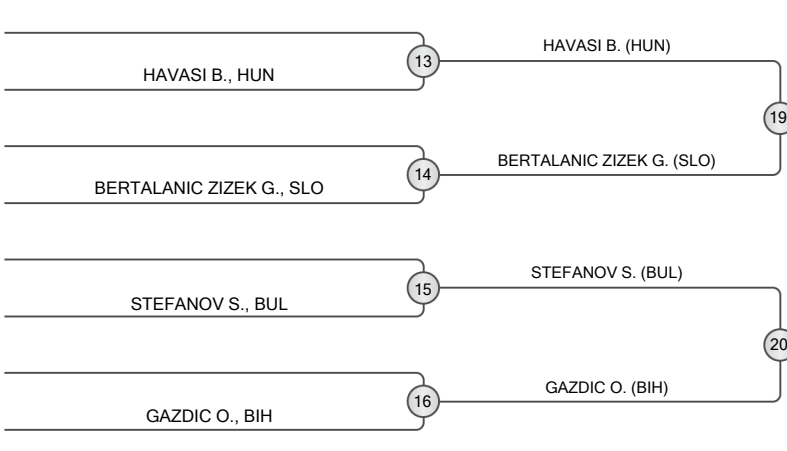 HAVASI B. (HUN)
13
HAVASI B., HUN
19
BERTALANIC ZIZEK G. (SLO)
14
BERTALANIC ZIZEK G., SLO
STEFANOV S. (BUL)
15
STEFANOV S., BUL
20
GAZDIC O. (BIH)
16
GAZDIC O., BIH